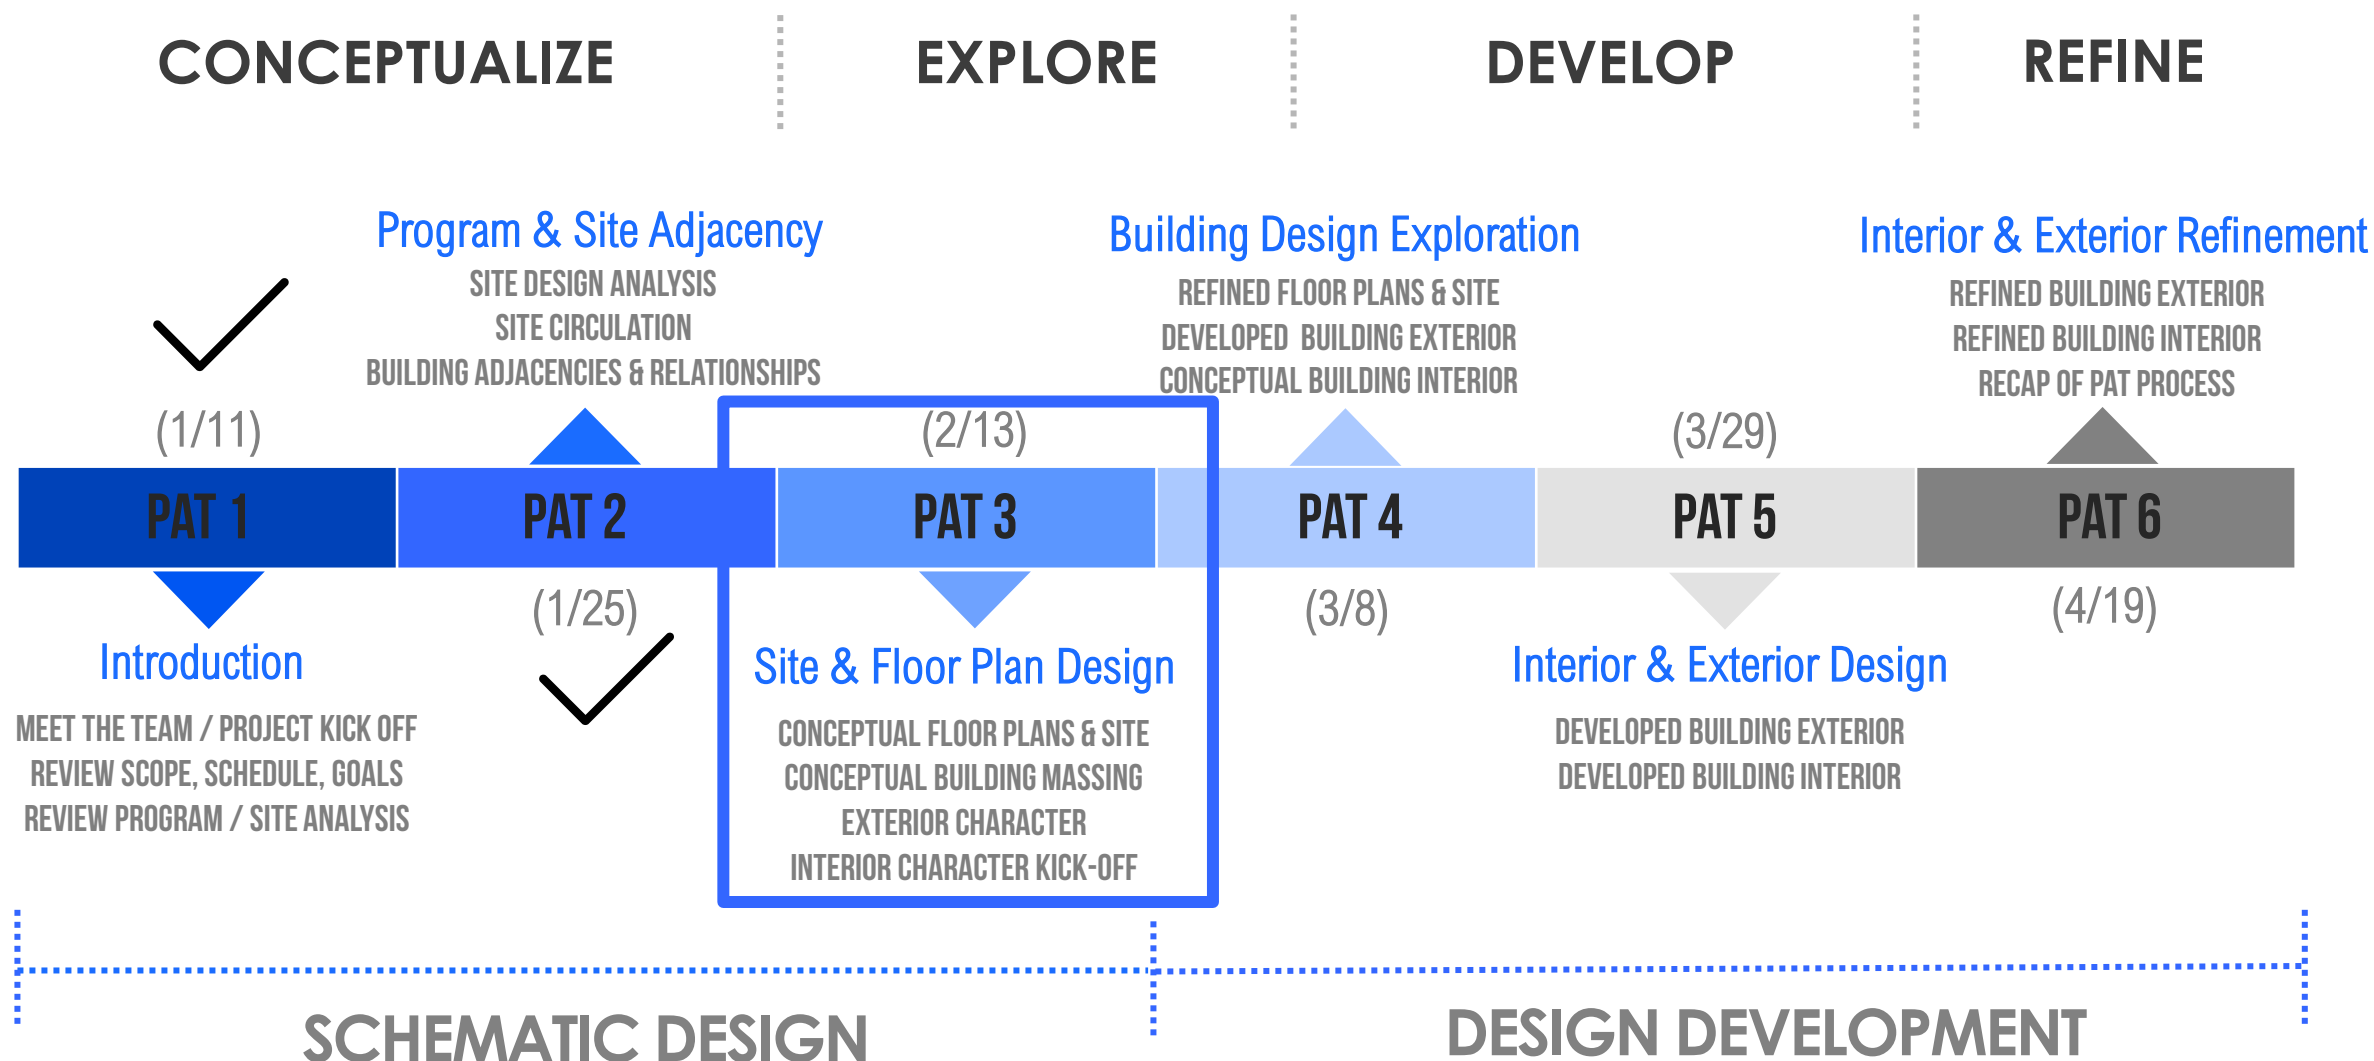 CONCEPTUALIZE
EXPLORE
DEVELOP
REFINE
Program & Site Adjacency
SITE DESIGN ANALYSIS
SITE CIRCULATION
BUILDING ADJACENCIES & RELATIONSHIPS
Building Design Exploration
REFINED FLOOR PLANS & SITE
DEVELOPED BUILDING EXTERIOR
CONCEPTUAL BUILDING INTERIOR
Interior & Exterior Refinement
REFINED BUILDING EXTERIOR
REFINED BUILDING INTERIOR
RECAP OF PAT PROCESS
(1/11)
(2/13)
(3/29)
PAT 1
PAT 2
PAT 3
PAT 4
PAT 5
PAT 6
(1/25)
(3/8)
(4/19)
Introduction
MEET THE TEAM / PROJECT KICK OFF
REVIEW SCOPE, SCHEDULE, GOALS
REVIEW PROGRAM / SITE ANALYSIS
Site & Floor Plan Design
CONCEPTUAL FLOOR PLANS & SITE
CONCEPTUAL BUILDING MASSING
EXTERIOR CHARACTER
INTERIOR CHARACTER KICK-OFF
Interior & Exterior Design
DEVELOPED BUILDING EXTERIOR
DEVELOPED BUILDING INTERIOR
SCHEMATIC DESIGN
DESIGN DEVELOPMENT